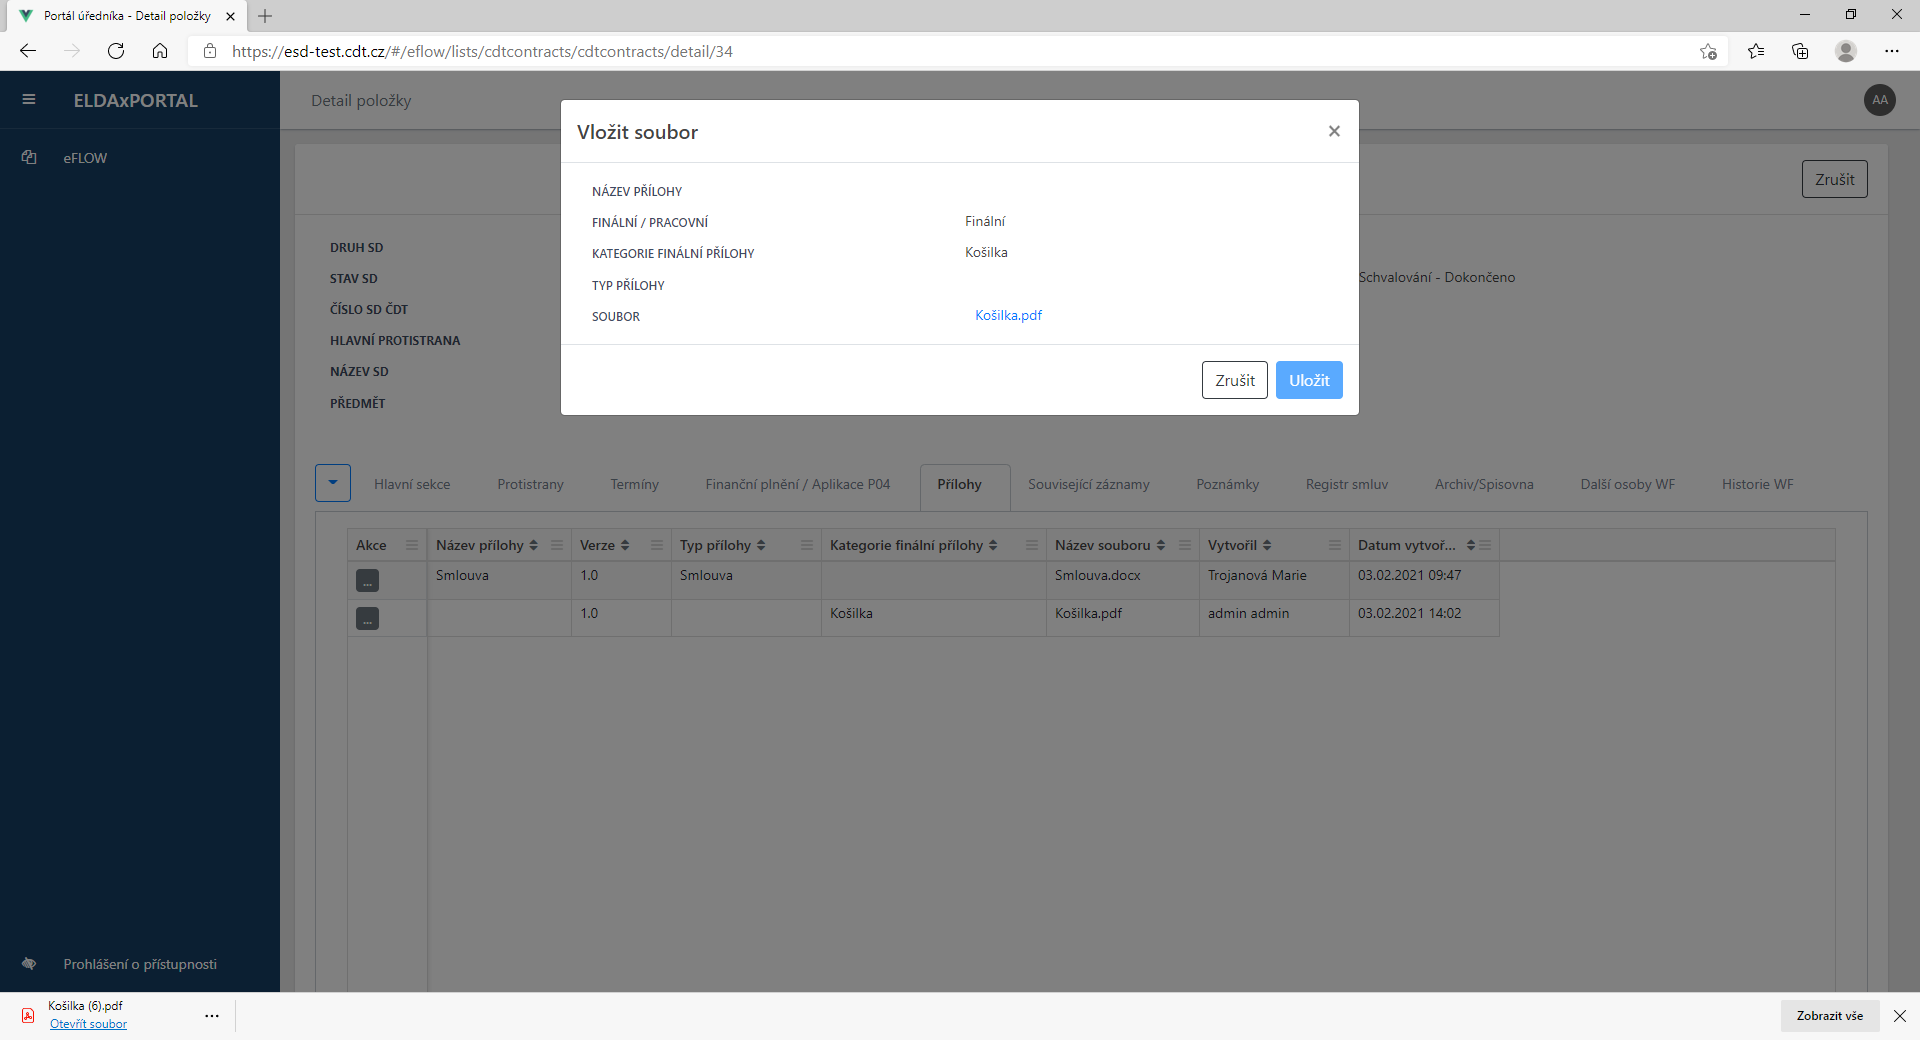 Portál úředníka - Detail položky
https://esd-test.cdt.cz/#/eflow/lists/cdtcontracts/cdtcontracts/detail/34
ELDAxPORTAL
Detail položky
AA
eFLOW
Vložit soubor
NÁZEV PŘÍLOHY
FINÁLNÍ / PRACOVNÍ Finální
KATEGORIE FINÁLNÍ PŘÍLOHY Košilka
TYP PŘÍLOHY
SOUBOR Košilka.pdf
Zrušit Uložit
Zrušit
DRUH SD
STAV SD Schvalování - Dokončeno
ČÍSLO SD ČDT
HLAVNÍ PROTISTRANA
NÁZEV SD
PŘEDMĚT
Hlavní sekce Protistrany Termíny Finanční plnění / Aplikace P04 Přílohy Související záznamy Poznámky Registr smluv Archiv/Spisovna Další osoby WF Historie WF
Akce Název přílohy Verze Typ přílohy Kategorie finální přílohy Název souboru Vytvořil Datum vytvoř...
... Smlouva 1.0 Smlouva Smlouva.docx Trojanová Marie 03.02.2021 09:47
... 1.0 Košilka Košilka.pdf admin admin 03.02.2021 14:02
Prohlášení o přístupnosti
Košilka (6).pdf
Otevřít soubor
Zobrazit vše